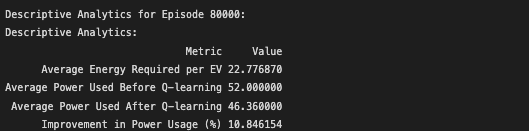 Descriptive Analytics for Episode 80000:
Descriptive Analytics:
Metric Value
Average Energy Required per EV 22.776870
Average Power Used Before Q-learning 52.000000
Average Power Used After Q-learning 46.360000
Improvement in Power Usage (%) 10.846154